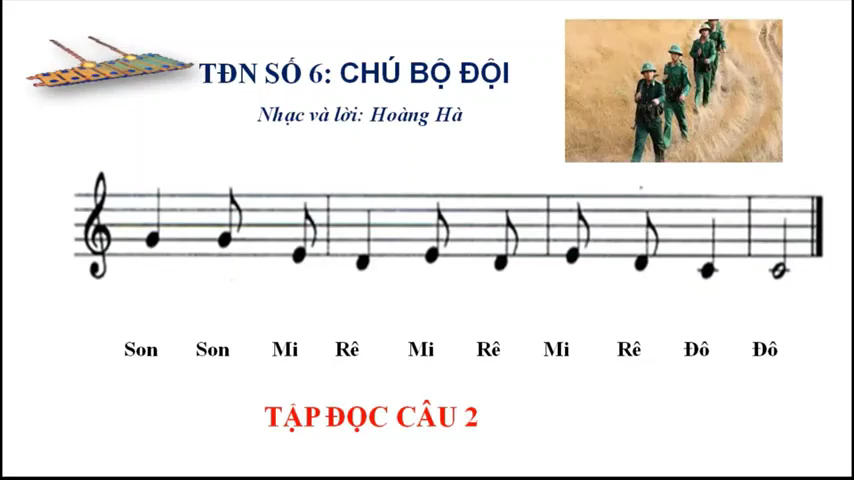 TĐN SỐ 6: CHÚ BỘ ĐỘI
Nhạc và lời: Hoàng Hà
Son Son Mi Rê Mi Rê Mi Rê Đô Đô
TẬP ĐỌC CÂU 2